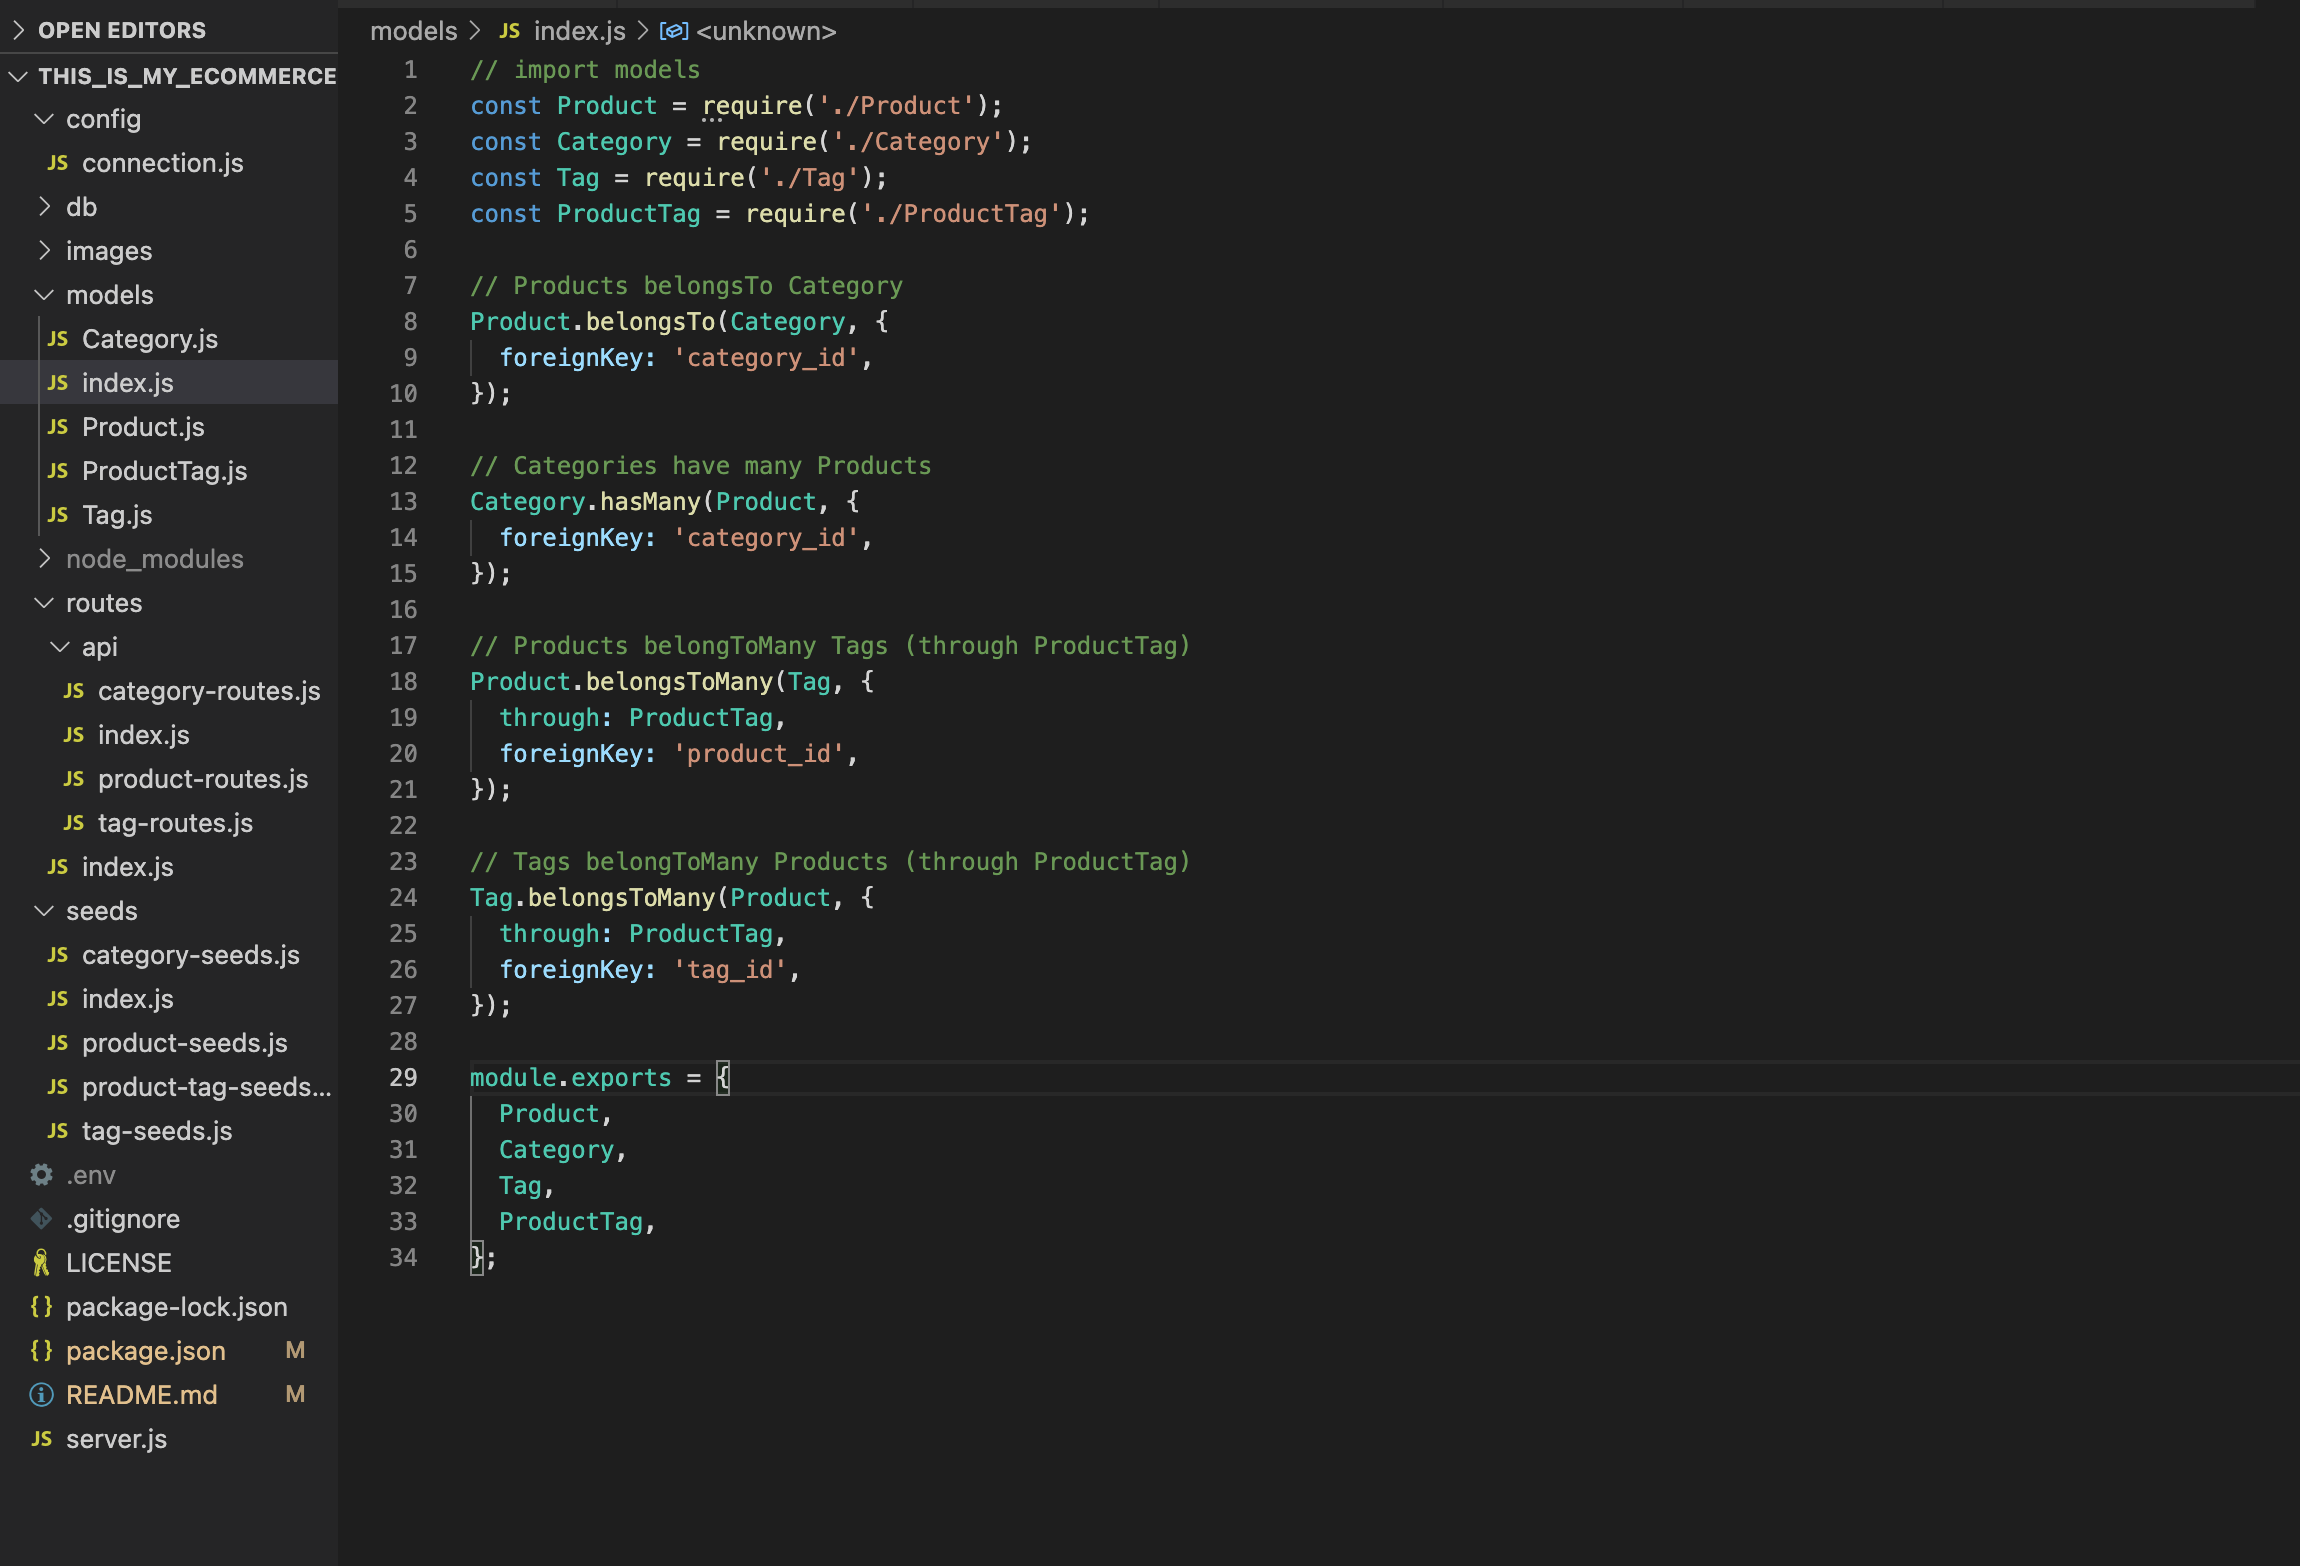 OPEN EDITORS
THIS_IS_MY_ECOMMERCE
config
JS connection.js
db
images
models
JS Category.js
JS index.js
JS Product.js
JS ProductTag.js
JS Tag.js
node_modules
routes
api
JS category-routes.js
JS index.js
JS product-routes.js
JS tag-routes.js
JS index.js
seeds
JS category-seeds.js
JS index.js
JS product-seeds.js
JS product-tag-seeds...
JS tag-seeds.js
.env
.gitignore
LICENSE
{} package-lock.json
{} package.json M
README.md M
JS server.js
models > JS index.js > <unknown>
1 // import models
2 const Product = require('./Product');
3 const Category = require('./Category');
4 const Tag = require('./Tag');
5 const ProductTag = require('./ProductTag');
6
7 // Products belongsTo Category
8 Product.belongsTo(Category, {
9 foreignKey: 'category_id',
10 });
11
12 // Categories have many Products
13 Category.hasMany(Product, {
14 foreignKey: 'category_id',
15 });
16
17 // Products belongToMany Tags (through ProductTag)
18 Product.belongsToMany(Tag, {
19 through: ProductTag,
20 foreignKey: 'product_id',
21 });
22
23 // Tags belongToMany Products (through ProductTag)
24 Tag.belongsToMany(Product, {
25 through: ProductTag,
26 foreignKey: 'tag_id',
27 });
28
29 module.exports = {
30 Product,
31 Category,
32 Tag,
33 ProductTag,
34 };